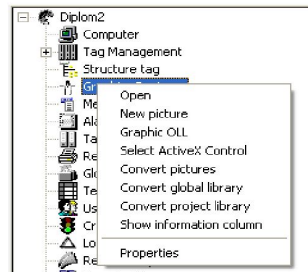 Diplom2
Computer
Tag Management
Structure tag
Open
New picture
Graphic OLL
Select ActiveX Control
Convert pictures
Convert global library
Convert project library
Show information column
Properties